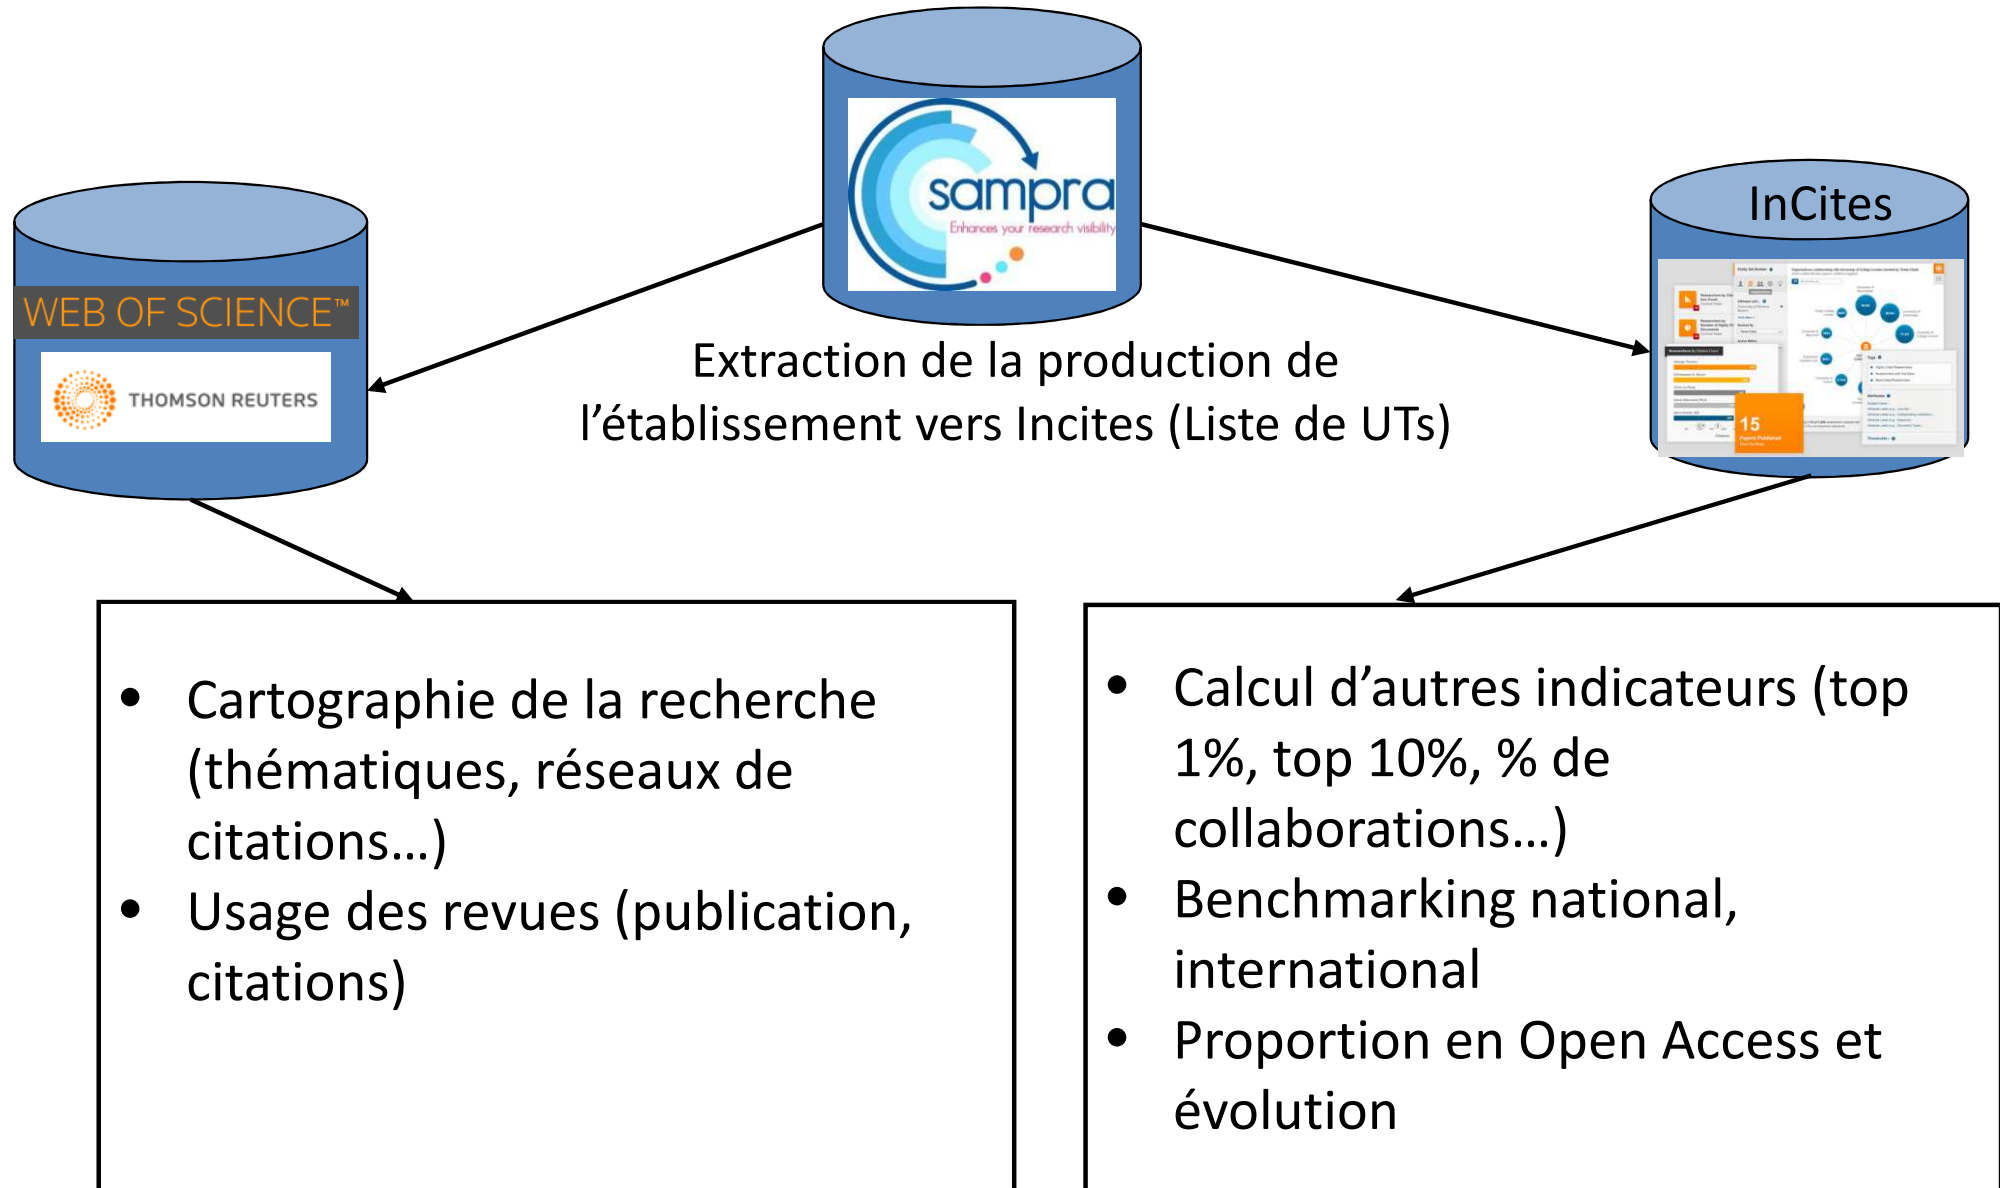 sampra
Enhances your research visibility
InCites
WEB OF SCIENCE™
THOMSON REUTERS
15
Papers Published
Extraction de la production de
l’établissement vers Incites (Liste de UTs)
• Cartographie de la recherche
(thématiques, réseaux de
citations…)
• Usage des revues (publication,
citations)
• Calcul d’autres indicateurs (top
1%, top 10%, % de
collaborations…)
• Benchmarking national,
international
• Proportion en Open Access et
évolution